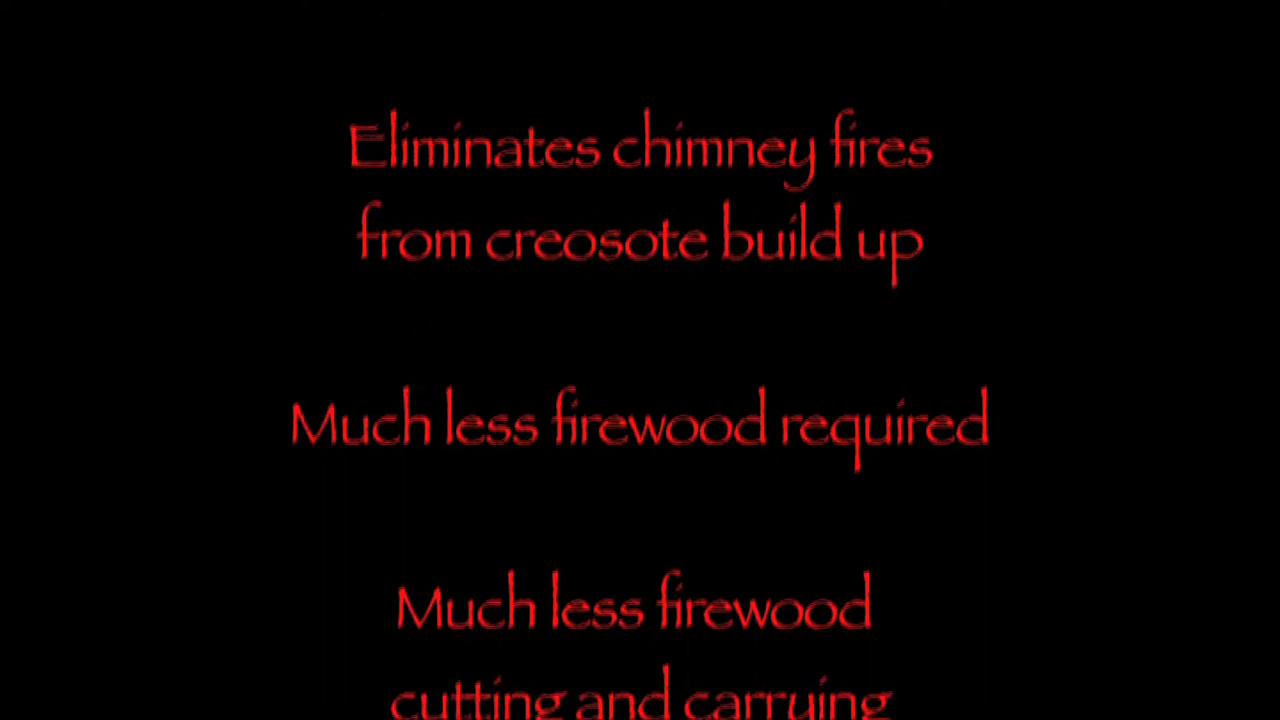 Eliminates chimney fires
from creosote build up
Much less firewood required
Much less firewood
cutting and carrying